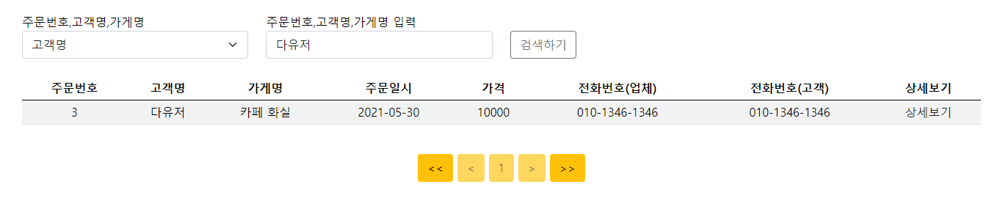 주문번호,고객명,가게명 주문번호,고객명,가게명 입력
고객명 다유저 검색하기
주문번호 고객명 가게명 주문일시 가격 전화번호(업체) 전화번호(고객) 상세보기
3 다유저 카페 화실 2021-05-30 10000 010-1346-1346 010-1346-1346 상세보기
<< < 1 > >>